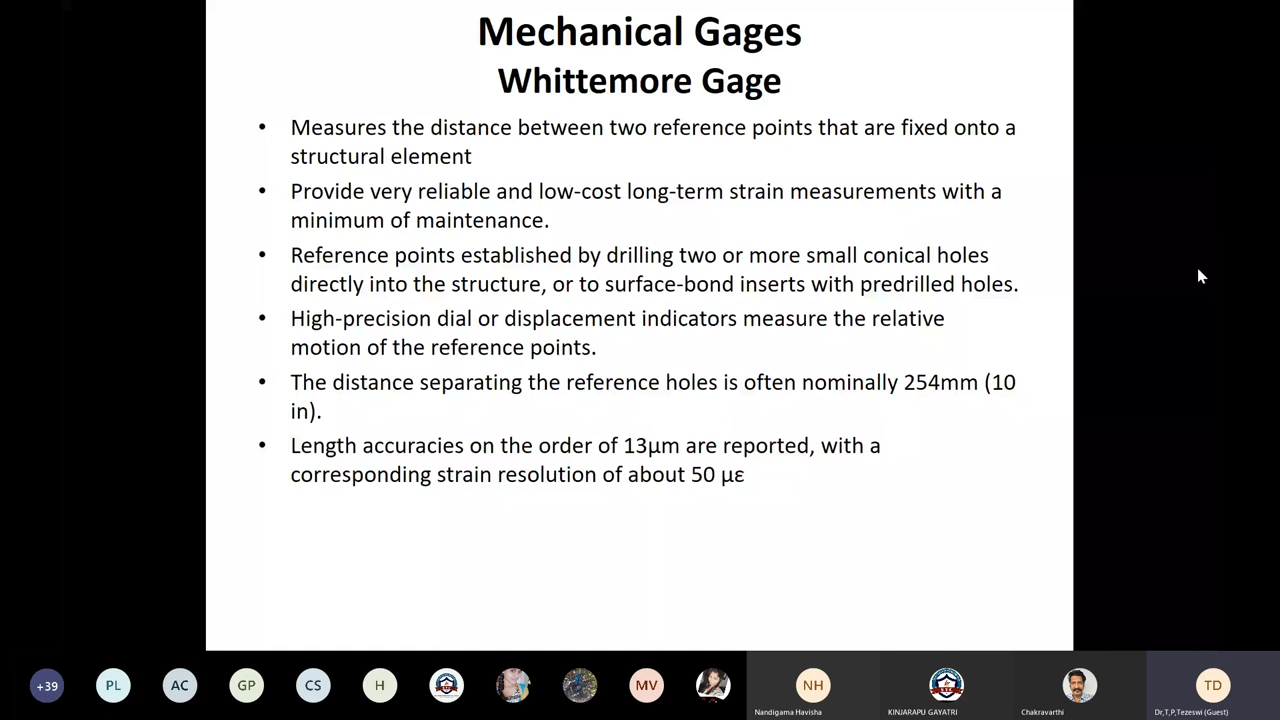 Mechanical Gages
Whittemore Gage
• Measures the distance between two reference points that are fixed onto a
structural element
• Provide very reliable and low-cost long-term strain measurements with a
minimum of maintenance.
• Reference points established by drilling two or more small conical holes
directly into the structure, or to surface-bond inserts with predrilled holes.
• High-precision dial or displacement indicators measure the relative
motion of the reference points.
• The distance separating the reference holes is often nominally 254mm (10
in).
• Length accuracies on the order of 13μm are reported, with a
corresponding strain resolution of about 50 με
+39 PL AC GP CS H MV NH TD
Nandigama Havisha KINJARAPU GAYATRI Chakravarthi Dr,T,P,Tezeswi (Guest)